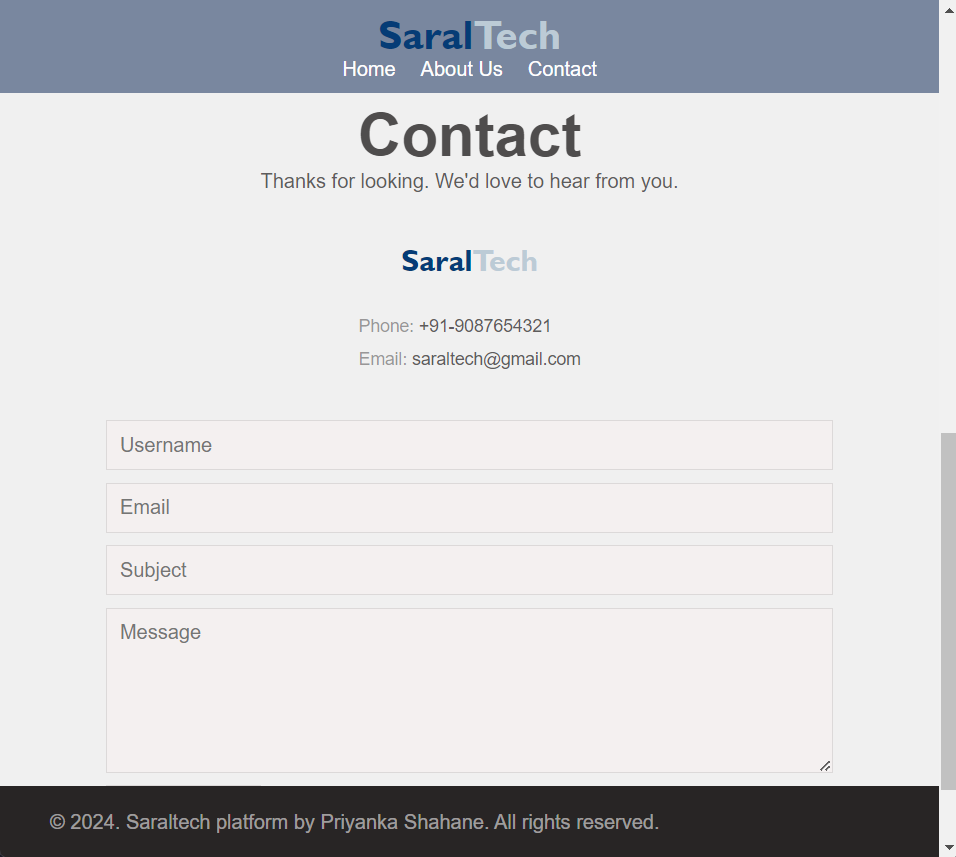 SaralTech
Home About Us Contact
Contact
Thanks for looking. We'd love to hear from you.
SaralTech
Phone: +91-9087654321
Email: saraltech@gmail.com
Username
Email
Subject
Message
© 2024. Saraltech platform by Priyanka Shahane. All rights reserved.